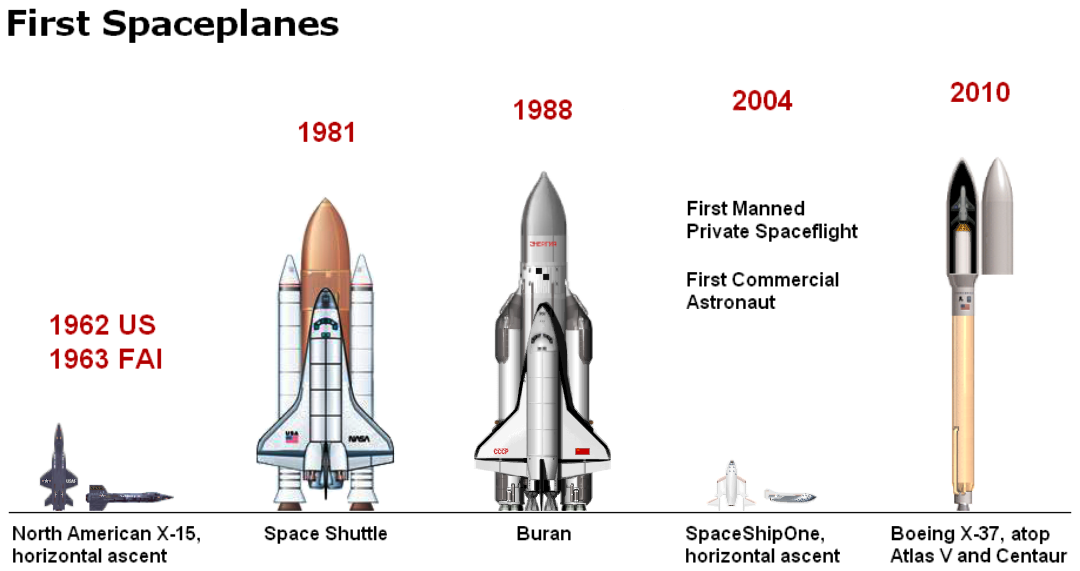 First Spaceplanes
1962 US
1963 FAI
1981
1988
2004
2010
First Manned
Private Spaceflight
First Commercial
Astronaut
USA
NASA
СССР
North American X-15,
horizontal ascent
Space Shuttle
Buran
SpaceShipOne,
horizontal ascent
Boeing X-37, atop
Atlas V and Centaur